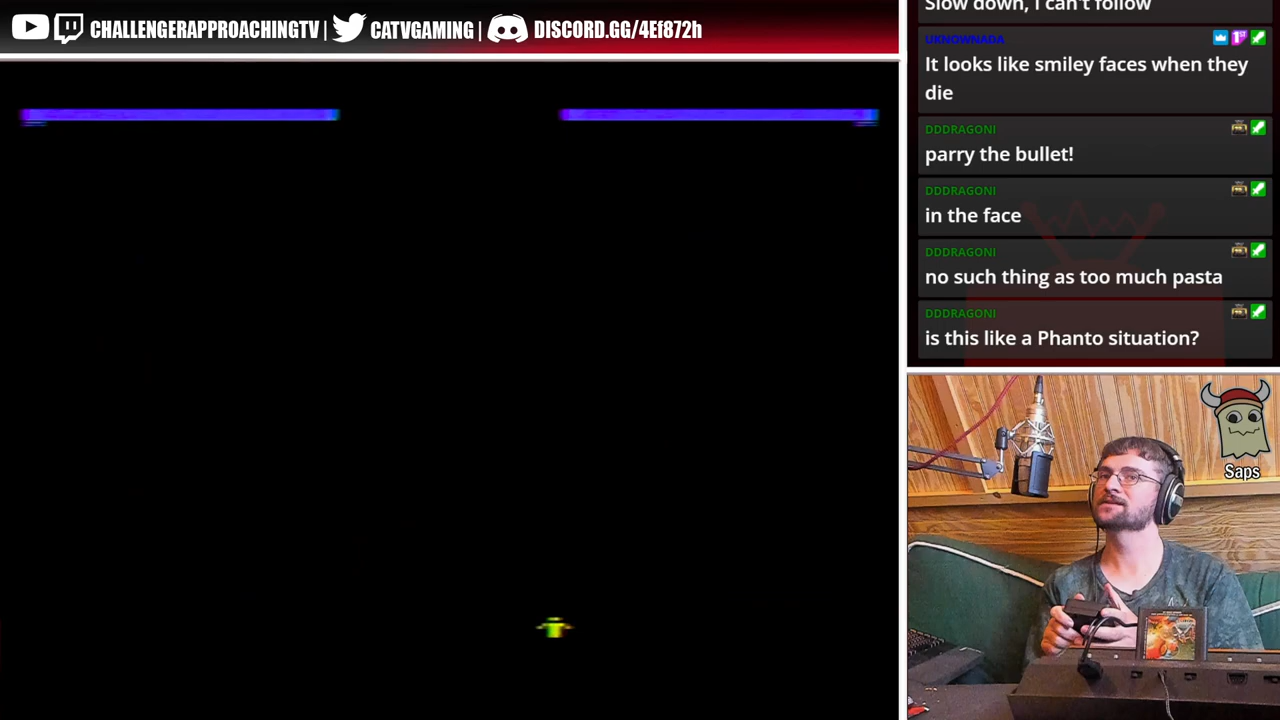 CHALLENGERAPPROACHINGTV | CATVGAMING | DISCORD.GG/4Ef872h
Slow down, I can't follow
UKNOWNADA
It looks like smiley faces when they
die
DDDRAGONI
parry the bullet!
DDDRAGONI
in the face
DDDRAGONI
no such thing as too much pasta
DDDRAGONI
is this like a Phanto situation?
Saps